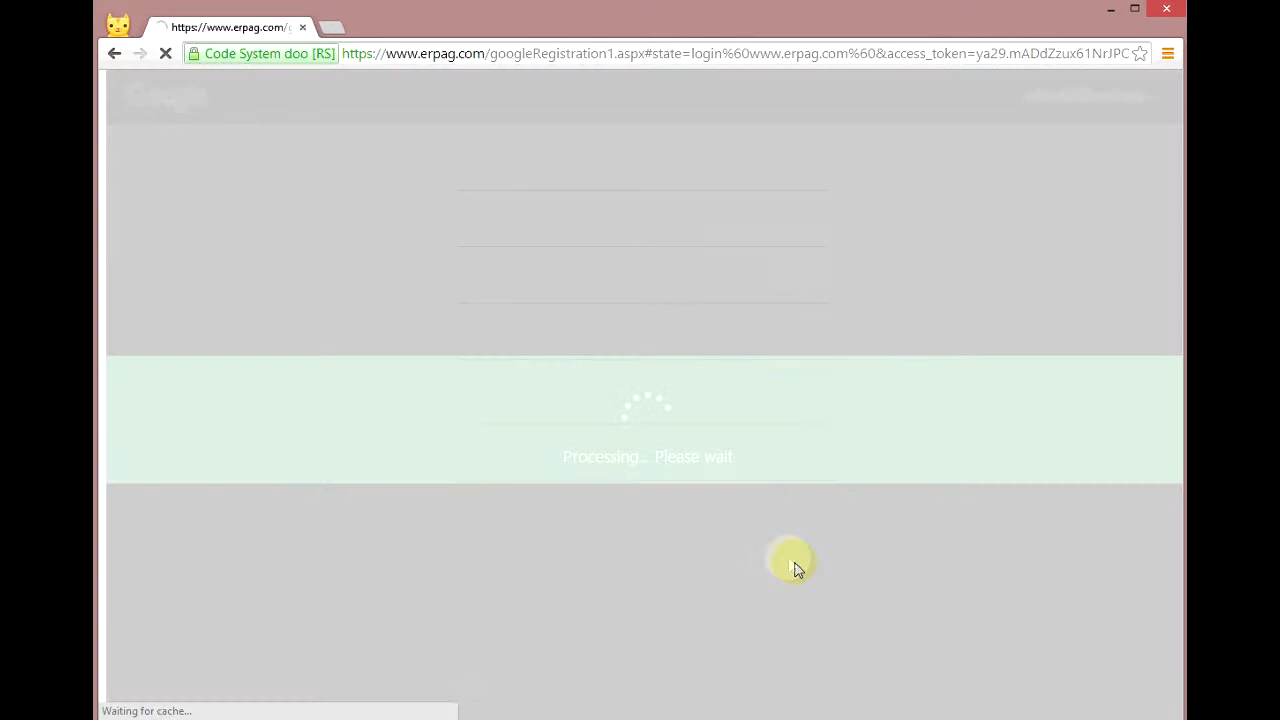 https://www.erpag.com/g
Code System doo [RS] https://www.erpag.com/googleRegistration1.aspx#state=login%60www.erpag.com%60&access_token=ya29.mADdZzux61NrJPC
Google
Processing... Please wait
Waiting for cache...